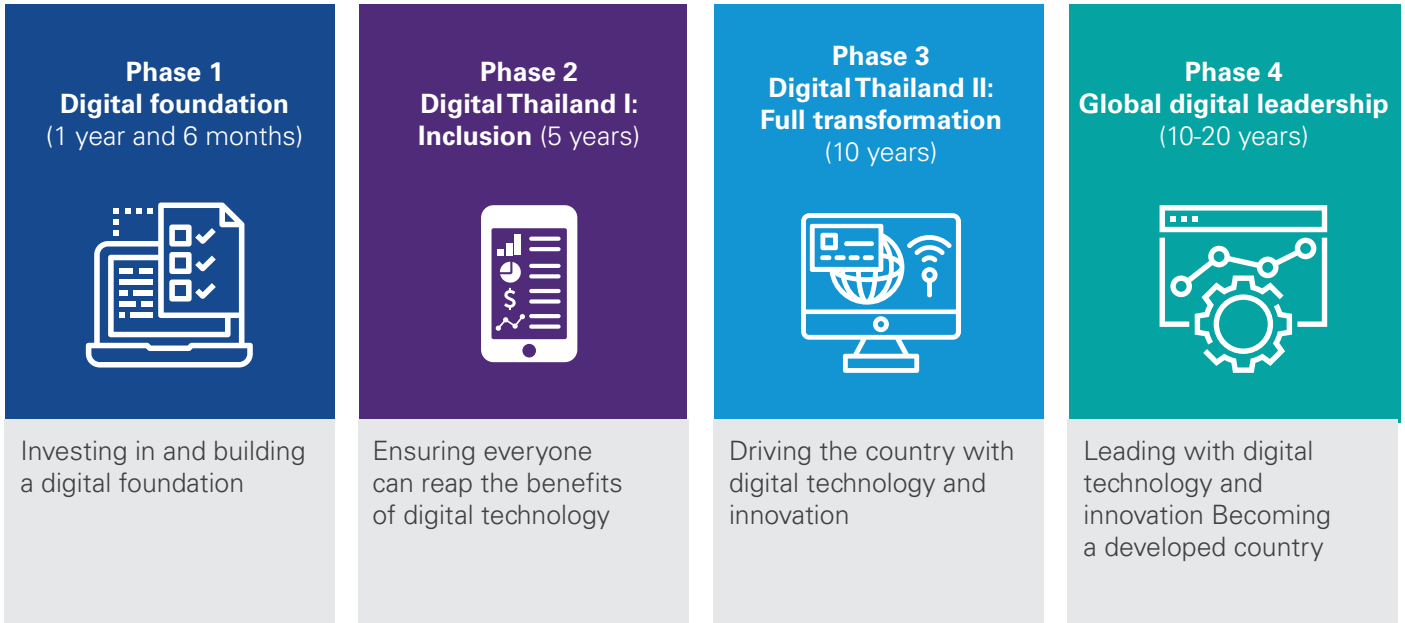 Phase 1
Digital foundation
(1 year and 6 months)
Investing in and building
a digital foundation
Phase 2
Digital Thailand I:
Inclusion (5 years)
$
Ensuring everyone
can reap the benefits
of digital technology
Phase 3
Digital Thailand II:
Full transformation
(10 years)
Driving the country with
digital technology and
innovation
Phase 4
Global digital leadership
(10-20 years)
Leading with digital
technology and
innovation Becoming
a developed country